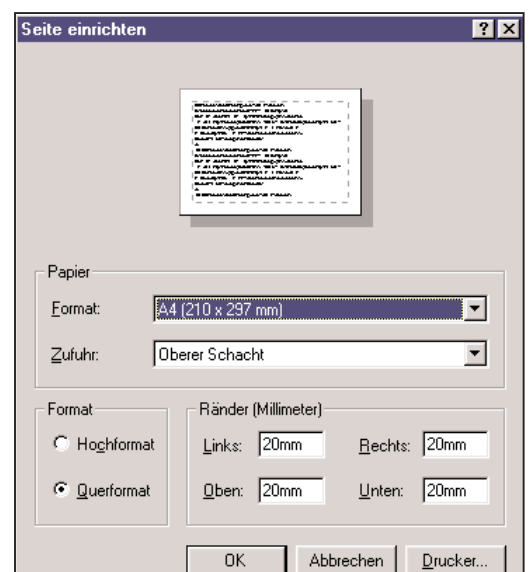 Seite einrichten
Papier
Format: A4 (210 x 297 mm)
Zufuhr: Oberer Schacht
Format
Hochformat
Querformat
Ränder (Millimeter)
Links: 20mm Rechts: 20mm
Oben: 20mm Unten: 20mm
OK Abbrechen Drucker...